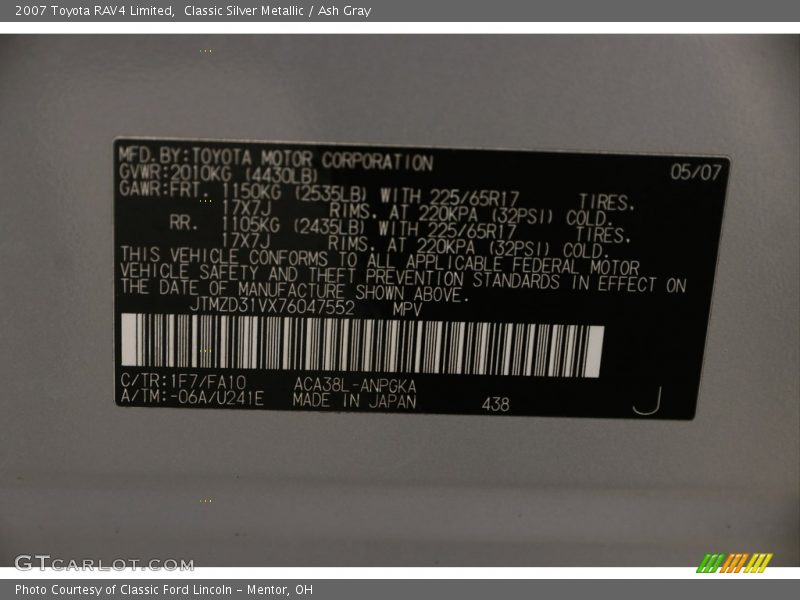 2007 Toyota RAV4 Limited,  Classic Silver Metallic / Ash Gray
MFD. BY: TOYOTA MOTOR CORPORATION 05/07
GVWR: 2010KG (4430LB)
GAWR: FRT. 1150KG (2535LB) WITH 225/65R17 TIRES.
17X7J RIMS. AT 220KPA (32PSI) COLD.
RR. 1105KG (2435LB) WITH 225/65R17 TIRES.
17X7J RIMS. AT 220KPA (32PSI) COLD.
THIS VEHICLE CONFORMS TO ALL APPLICABLE FEDERAL MOTOR
VEHICLE SAFETY AND THEFT PREVENTION STANDARDS IN EFFECT ON
THE DATE OF MANUFACTURE SHOWN ABOVE.
JTMZD31VX76047552 MPV
C/TR: 1F7/FA10 ACA38L-ANPGKA
A/TM: -06A/U241E MADE IN JAPAN 438 J
GTCARLOT.COM
Photo Courtesy of Classic Ford Lincoln - Mentor, OH